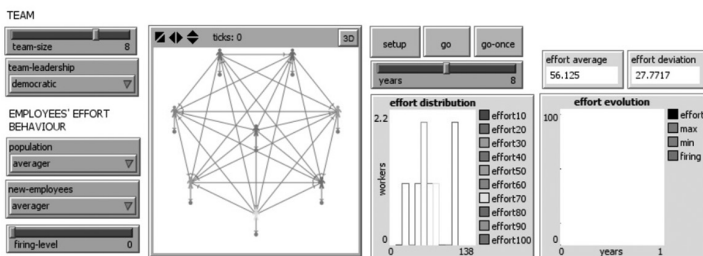 TEAM
team-size 8
team-leadership
democratic
EMPLOYEES' EFFORT
BEHAVIOUR
population
averager
new-employees
averager
firing-level 0
ticks: 0
3D
setup
go
go-once
years 8
effort average
56.125
effort deviation
27.7717
effort distribution
2.2
workers
0
0
138
effort10
effort20
effort30
effort40
effort50
effort60
effort70
effort80
effort90
effort100
effort evolution
100
0
0
years
1
effort
max
min
firing